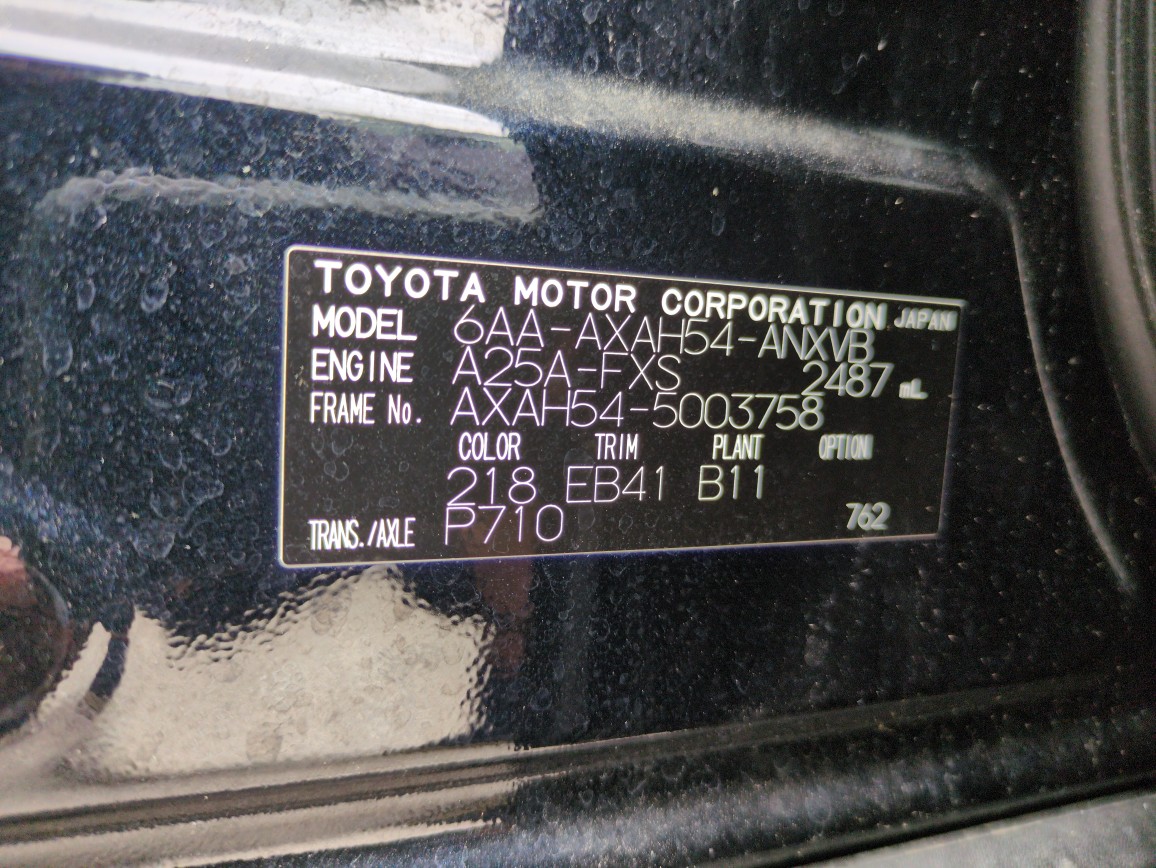 TOYOTA MOTOR CORPORATION JAPAN
MODEL 6AA-AXAH54-ANXVB
ENGINE A25A-FXS 2487 mL
FRAME No. AXAH54-5003758
COLOR TRIM PLANT OPTION
218 EB41 B11
TRANS./AXLE P710 762